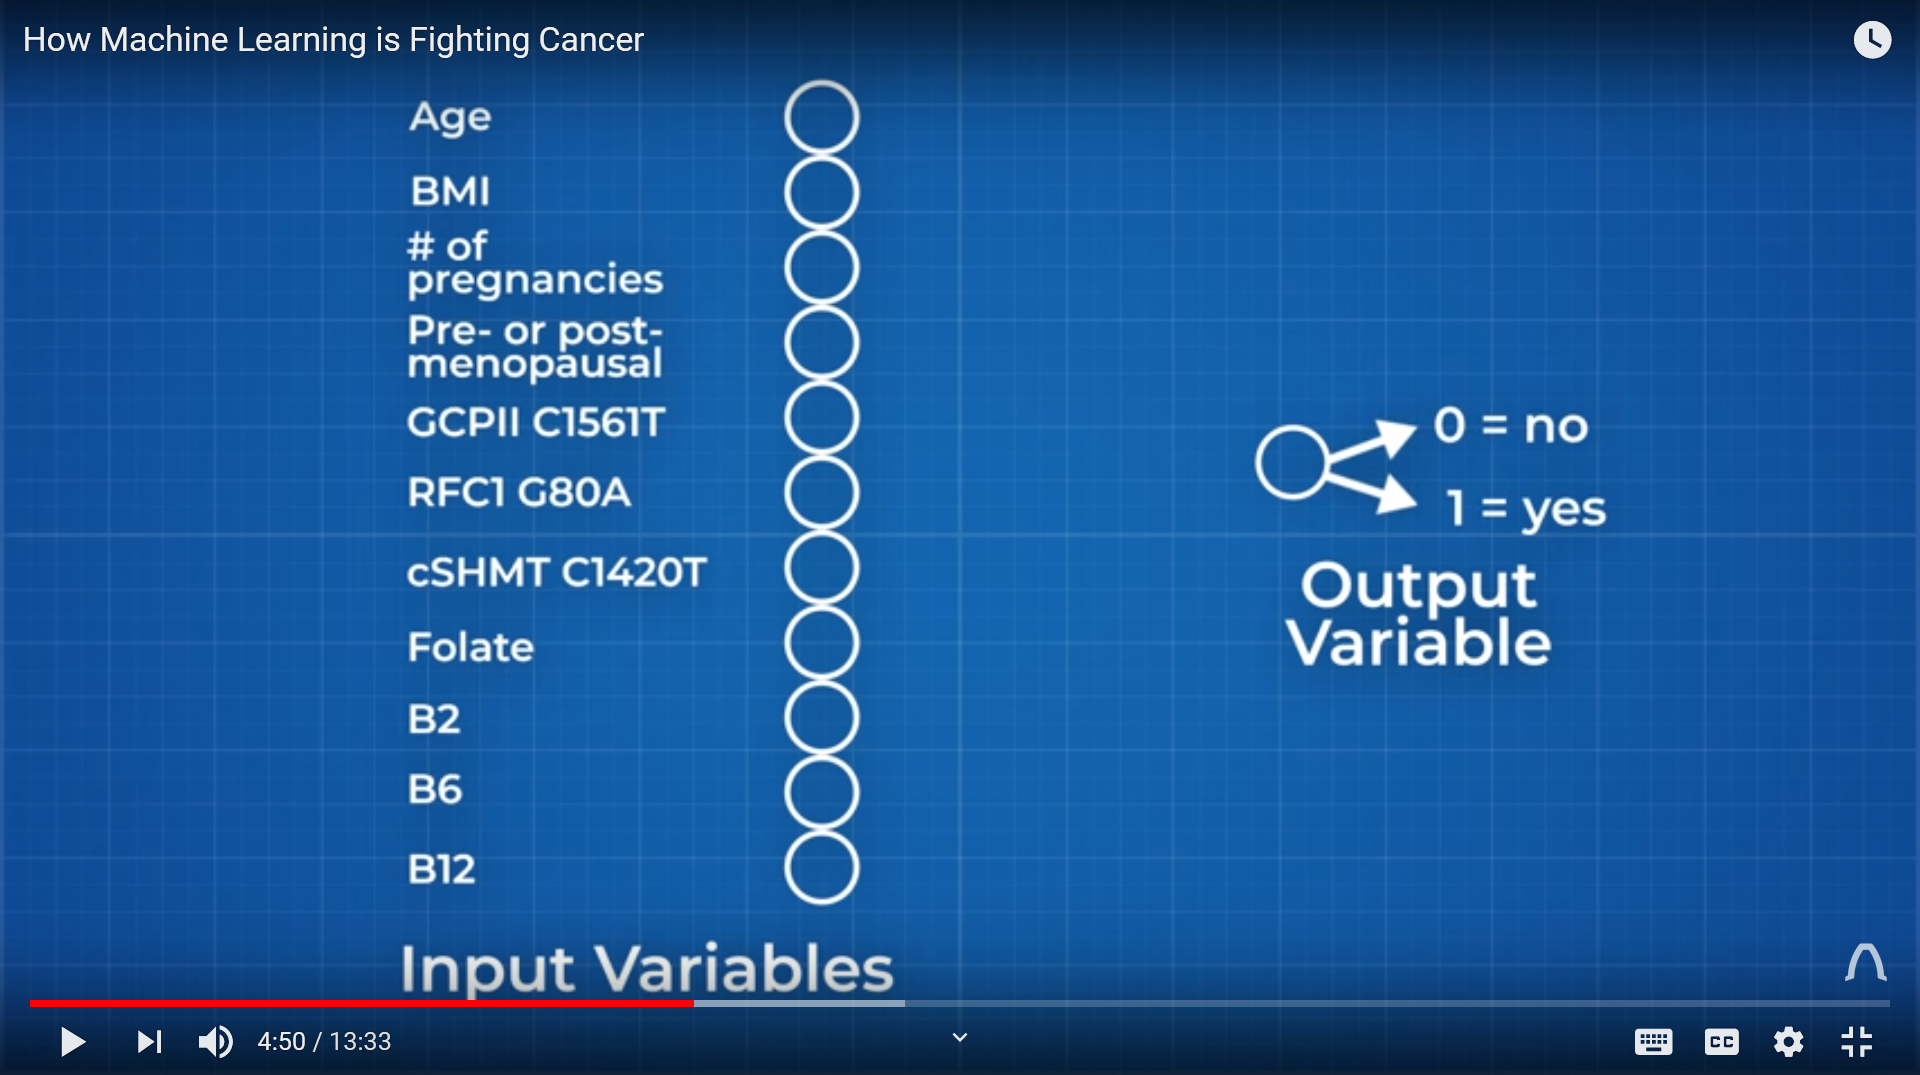 How Machine Learning is Fighting Cancer
Age
BMI
# of
pregnancies
Pre- or post-
menopausal
GCPII C1561T
RFC1 G80A
cSHMT C1420T
Folate
B2
B6
B12
Input Variables
0 = no
1 = yes
Output
Variable
4:50 / 13:33
CC